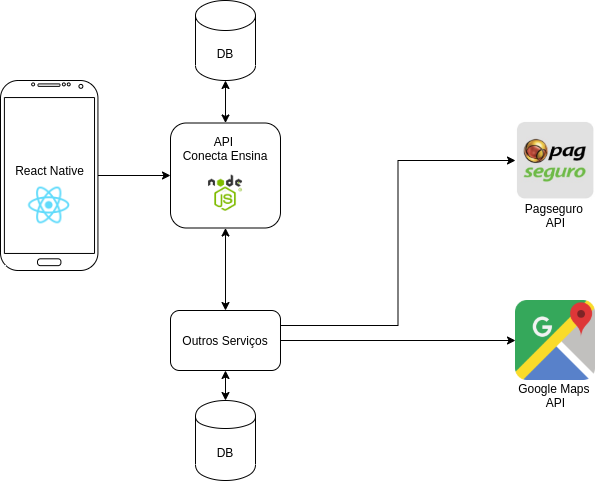 DB
API
Conecta Ensina
node
JS
React Native
pag
seguro
Pagseguro
API
Outros Serviços
G
Google Maps
API
DB